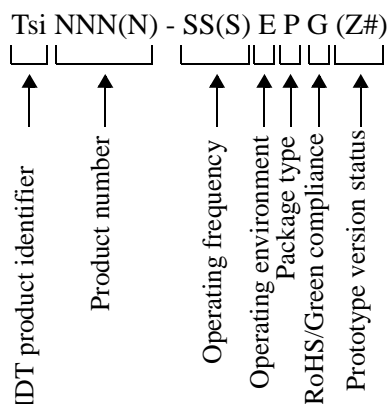 Tsi NNN(N) - SS(S) E P G (Z#)
IDT product identifier
Product number
Operating frequency
Operating environment
Package type
RoHS/Green compliance
Prototype version status